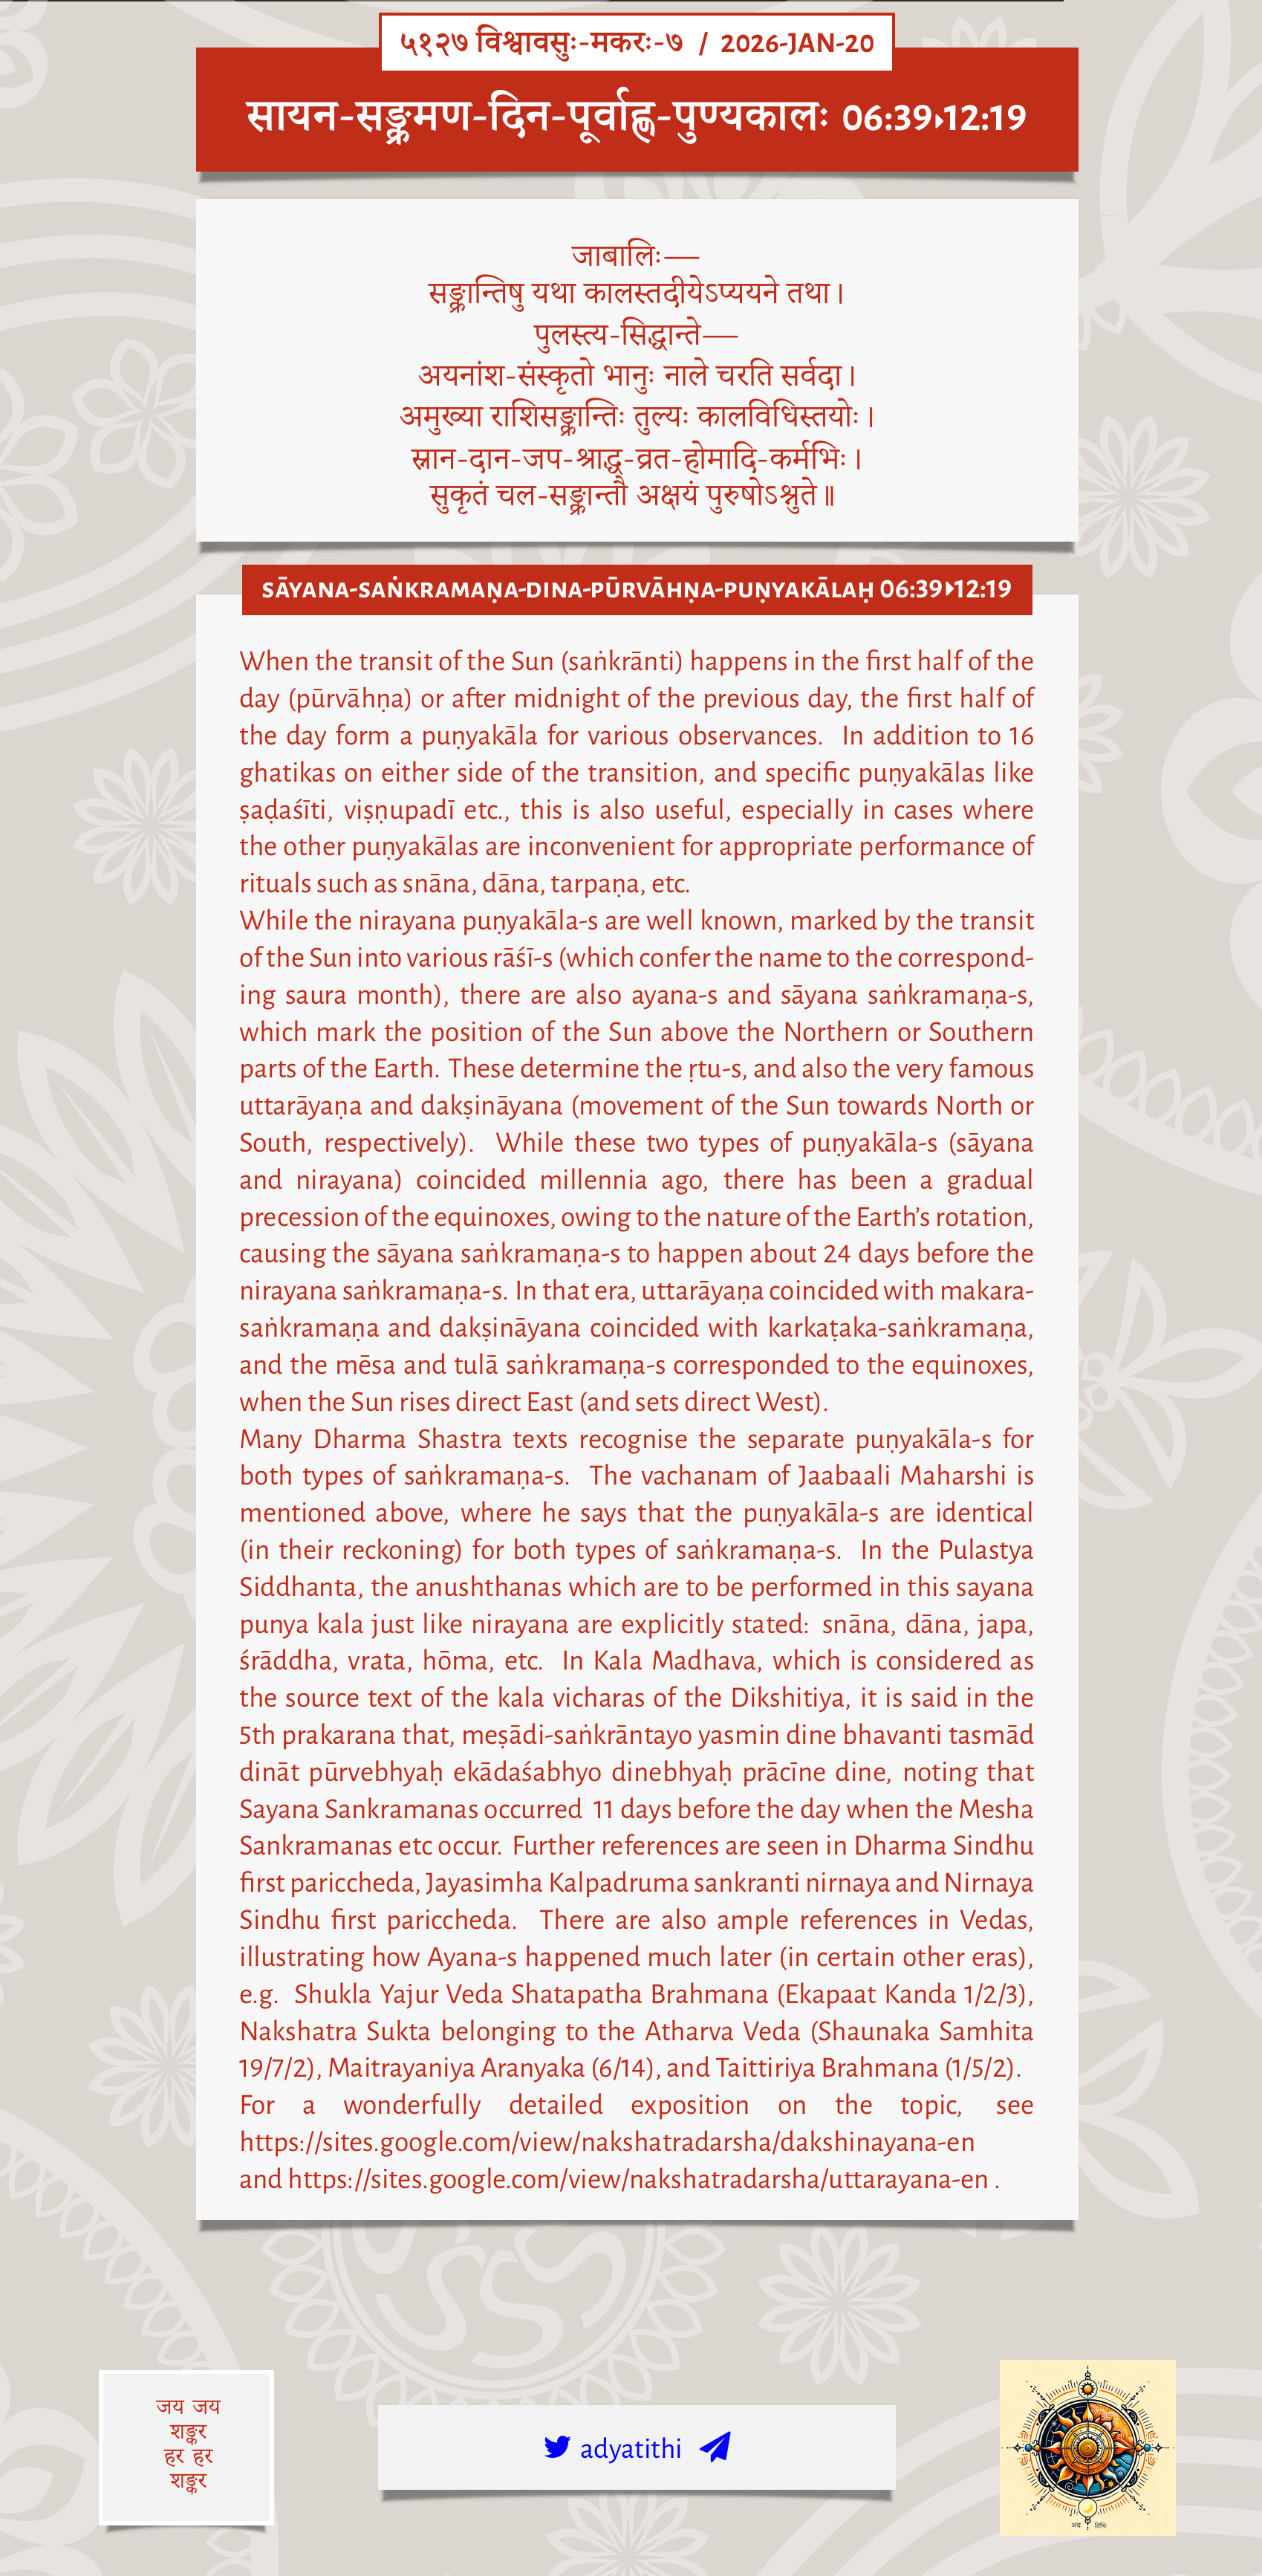 ५१२७ विश्वावसुः-मकरः-७ / 2026-JAN-20
सायन-सङ्क्रमण-दिन-पूर्वाह्ण-पुण्यकालः 06:39▸12:19
जाबालिः—
सङ्क्रान्तिषु यथा कालस्तदीयेऽप्ययने तथा।
पुलस्त्य-सिद्धान्ते—
अयनांश-संस्कृतो भानुः नाले चरति सर्वदा।
अमुख्या राशिसङ्क्रान्तिः तुल्यः कालविधिस्तयोः।
स्नान-दान-जप-श्राद्ध-व्रत-होमादि-कर्मभिः।
सुकृतं चल-सङ्क्रान्तौ अक्षयं पुरुषोऽश्नुते॥
SĀYANA-SAṄKRAMAṆA-DINA-PŪRVĀHṆA-PUṆYAKĀLAḤ 06:39▸12:19
When the transit of the Sun (saṅkrānti) happens in the first half of the
day (pūrvāhṇa) or after midnight of the previous day, the first half of
the day form a puṇyakāla for various observances. In addition to 16
ghatikas on either side of the transition, and specific puṇyakālas like
ṣaḍaśīti, viṣṇupadī etc., this is also useful, especially in cases where
the other puṇyakālas are inconvenient for appropriate performance of
rituals such as snāna, dāna, tarpaṇa, etc.
While the nirayana puṇyakāla-s are well known, marked by the transit
of the Sun into various rāśī-s (which confer the name to the correspond-
ing saura month), there are also ayana-s and sāyana saṅkramaṇa-s,
which mark the position of the Sun above the Northern or Southern
parts of the Earth. These determine the ṛtu-s, and also the very famous
uttarāyaṇa and dakṣināyana (movement of the Sun towards North or
South, respectively). While these two types of puṇyakāla-s (sāyana
and nirayana) coincided millennia ago, there has been a gradual
precession of the equinoxes, owing to the nature of the Earth's rotation,
causing the sāyana saṅkramaṇa-s to happen about 24 days before the
nirayana saṅkramaṇa-s. In that era, uttarāyaṇa coincided with makara-
saṅkramaṇa and dakṣināyana coincided with karkaṭaka-saṅkramaṇa,
and the mēsa and tulā saṅkramaṇa-s corresponded to the equinoxes,
when the Sun rises direct East (and sets direct West).
Many Dharma Shastra texts recognise the separate puṇyakāla-s for
both types of saṅkramaṇa-s. The vachanam of Jaabaali Maharshi is
mentioned above, where he says that the puṇyakāla-s are identical
(in their reckoning) for both types of saṅkramaṇa-s. In the Pulastya
Siddhanta, the anushthanas which are to be performed in this sayana
punya kala just like nirayana are explicitly stated: snāna, dāna, japa,
śrāddha, vrata, hōma, etc. In Kala Madhava, which is considered as
the source text of the kala vicharas of the Dikshitiya, it is said in the
5th prakarana that, meṣādi-saṅkrāntayo yasmin dine bhavanti tasmād
dināt pūrvebhyaḥ ekādaśabhyo dinebhyaḥ prācīne dine, noting that
Sayana Sankramanas occurred 11 days before the day when the Mesha
Sankramanas etc occur. Further references are seen in Dharma Sindhu
first pariccheda, Jayasimha Kalpadruma sankranti nirnaya and Nirnaya
Sindhu first pariccheda. There are also ample references in Vedas,
illustrating how Ayana-s happened much later (in certain other eras),
e.g. Shukla Yajur Veda Shatapatha Brahmana (Ekapaat Kanda 1/2/3),
Nakshatra Sukta belonging to the Atharva Veda (Shaunaka Samhita
19/7/2), Maitrayaniya Aranyaka (6/14), and Taittiriya Brahmana (1/5/2).
For a wonderfully detailed exposition on the topic, see
https://sites.google.com/view/nakshatradarsha/dakshinayana-en
and https://sites.google.com/view/nakshatradarsha/uttarayana-en .
जय जय
शङ्कर
हर हर
शङ्कर
adyatithi
अद्य तिथिः